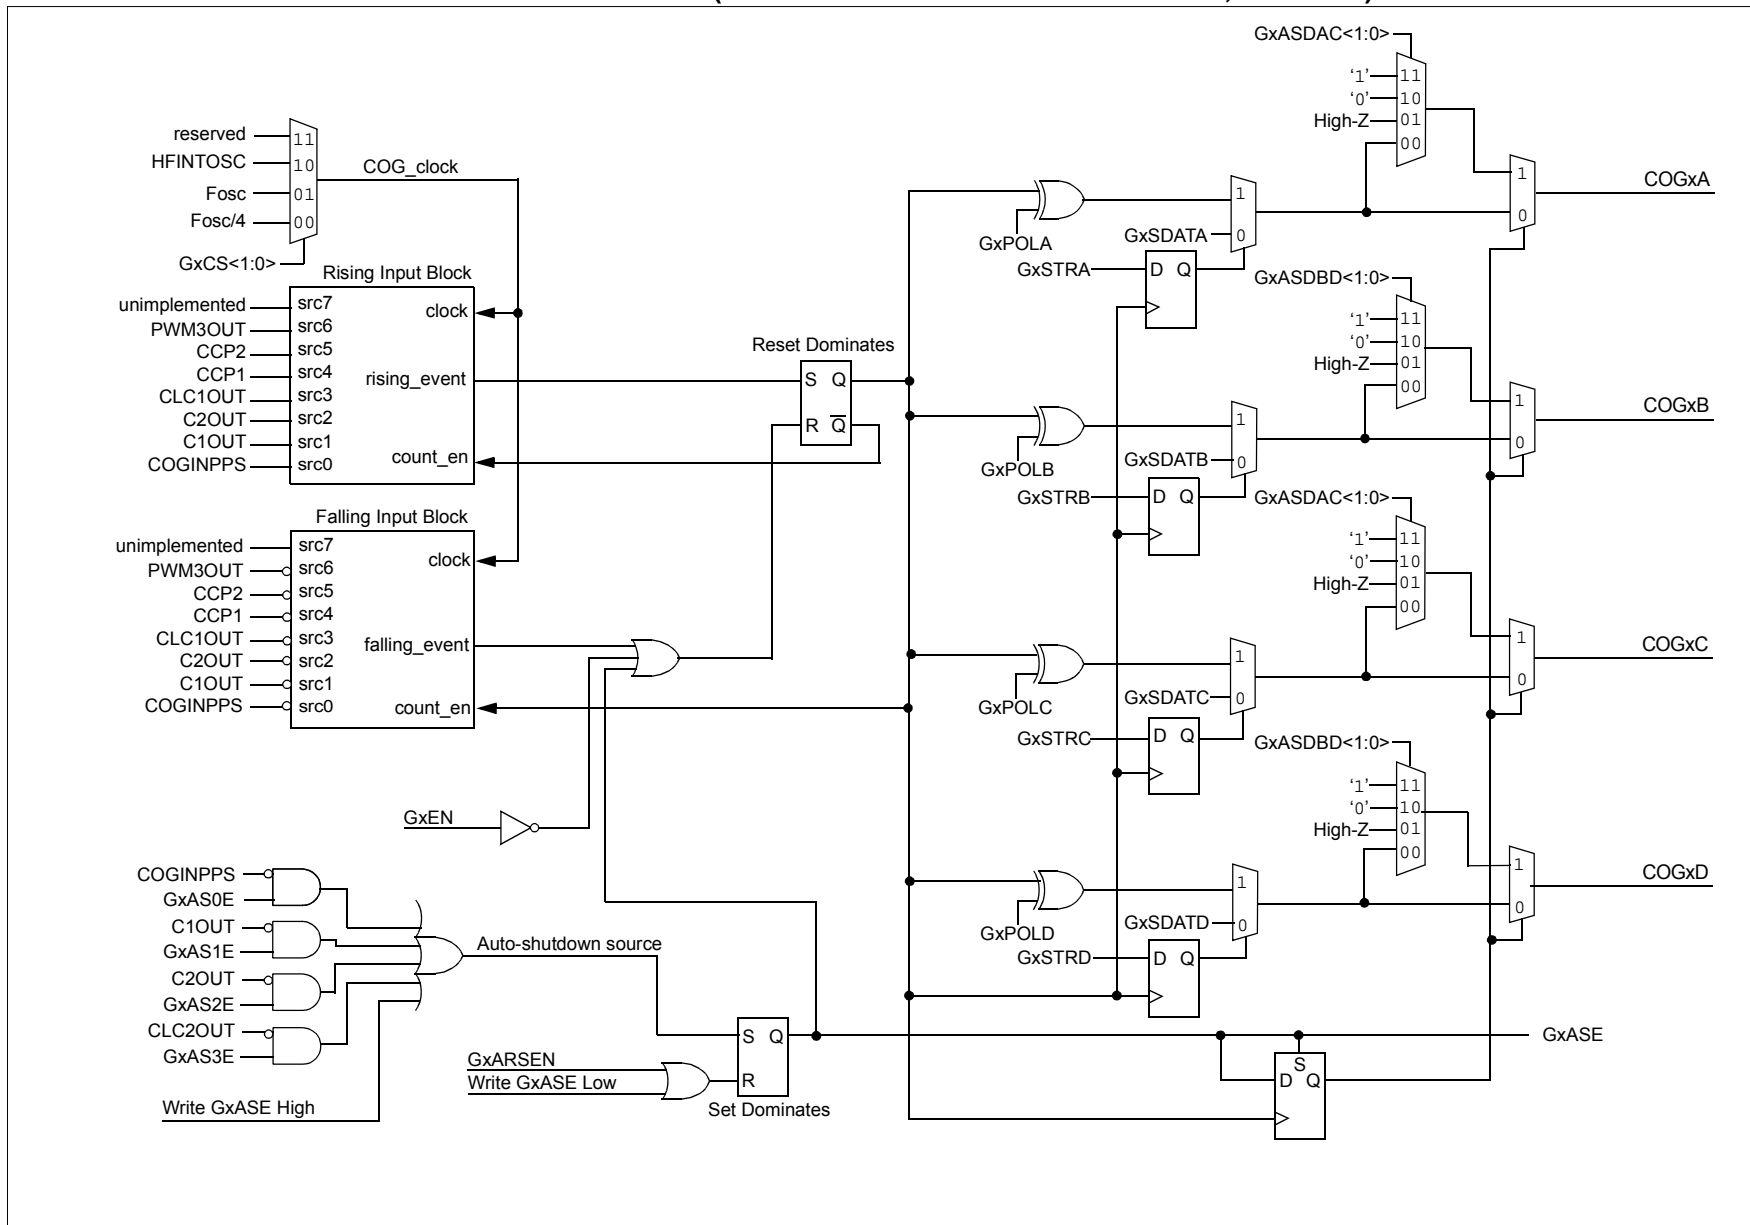 reserved
HFINTOSC
Fosc
Fosc/4
11
10
01
00
GxCS<1:0>
COG_clock
Rising Input Block
unimplemented
PWM3OUT
CCP2
CCP1
CLC1OUT
C2OUT
C1OUT
COGINPPS
src7
src6
src5
src4
src3
src2
src1
src0
clock
rising_event
count_en
Falling Input Block
unimplemented
PWM3OUT
CCP2
CCP1
CLC1OUT
C2OUT
C1OUT
COGINPPS
src7
src6
src5
src4
src3
src2
src1
src0
clock
falling_event
count_en
Reset Dominates
S Q
R Q
GxEN
COGINPPS
GxAS0E
C1OUT
GxAS1E
C2OUT
GxAS2E
CLC2OUT
GxAS3E
Write GxASE High
Auto-shutdown source
GxARSEN
Write GxASE Low
S Q
R
Set Dominates
GxASDAC<1:0>
'1'
'0'
High-Z
11
10
01
00
GxPOLA
GxSDATA
1
0
GxSTRA
D Q
1
0
COGxA
GxASDBD<1:0>
'1'
'0'
High-Z
11
10
01
00
GxPOLB
GxSDATB
1
0
GxSTRB
D Q
1
0
COGxB
GxASDAC<1:0>
'1'
'0'
High-Z
11
10
01
00
GxPOLC
GxSDATC
1
0
GxSTRC
D Q
1
0
COGxC
GxASDBD<1:0>
'1'
'0'
High-Z
11
10
01
00
GxPOLD
GxSDATD
1
0
GxSTRD
D Q
1
0
COGxD
GxASE
S
D Q